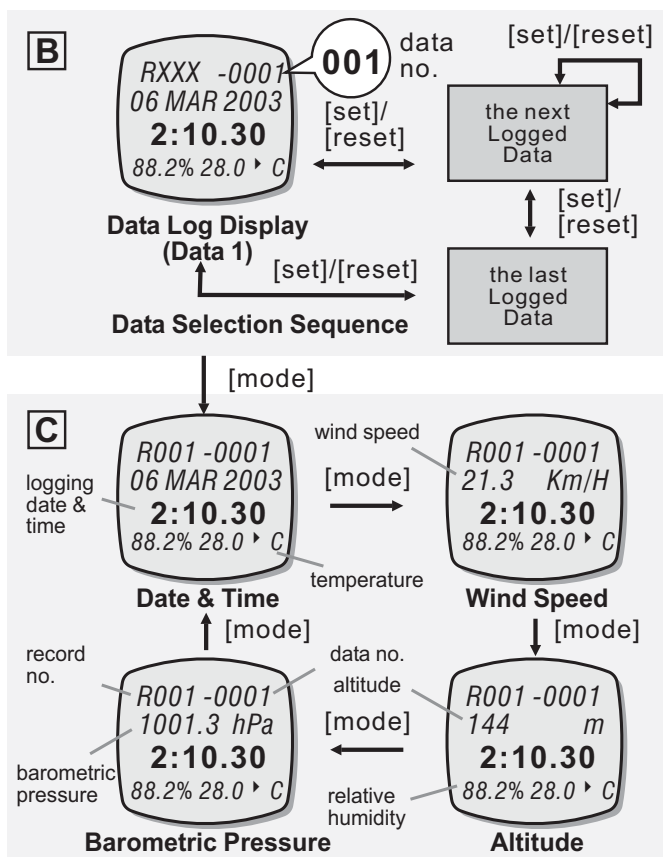 B
RXXX -0001
06 MAR 2003
2:10.30
88.2% 28.0 ‣ C
001
data
no.
[set]/
[reset]
[set]/[reset]
the next
Logged
Data
[set]/
[reset]
the last
Logged
Data
Data Log Display
(Data 1)
[set]/[reset]
Data Selection Sequence
[mode]
C
logging
date &
time
R001 -0001
06 MAR 2003
2:10.30
88.2% 28.0 ‣ C
temperature
Date & Time
[mode]
wind speed
R001 -0001
21.3 Km/H
2:10.30
88.2% 28.0 ‣ C
Wind Speed
[mode]
[mode]
record
no.
R001 -0001
1001.3 hPa
2:10.30
88.2% 28.0 ‣ C
barometric
pressure
Barometric Pressure
data no.
altitude
[mode]
relative
humidity
R001 -0001
144 m
2:10.30
88.2% 28.0 ‣ C
Altitude